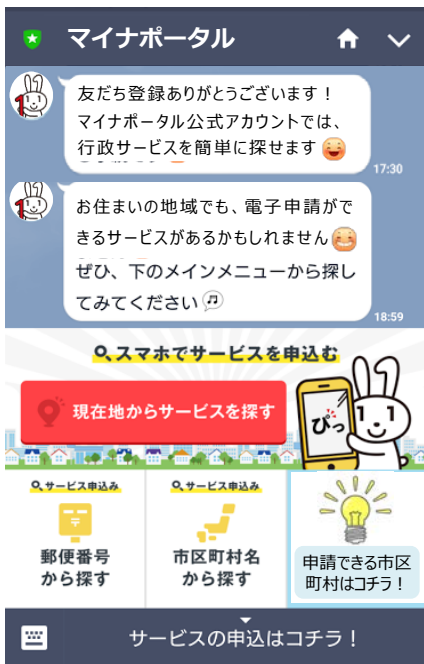 マイナポータル
友だち登録ありがとうございます！
マイナポータル公式アカウントでは、
行政サービスを簡単に探せます
17:30
お住まいの地域でも、電子申請がで
きるサービスがあるかもしれません
ぜひ、下のメインメニューから探し
てみてください
18:59
スマホでサービスを申込む
現在地からサービスを探す
ぴっ
サービス申込み
郵便番号
から探す
サービス申込み
市区町村名
から探す
申請できる市区
町村はコチラ！
サービスの申込はコチラ！